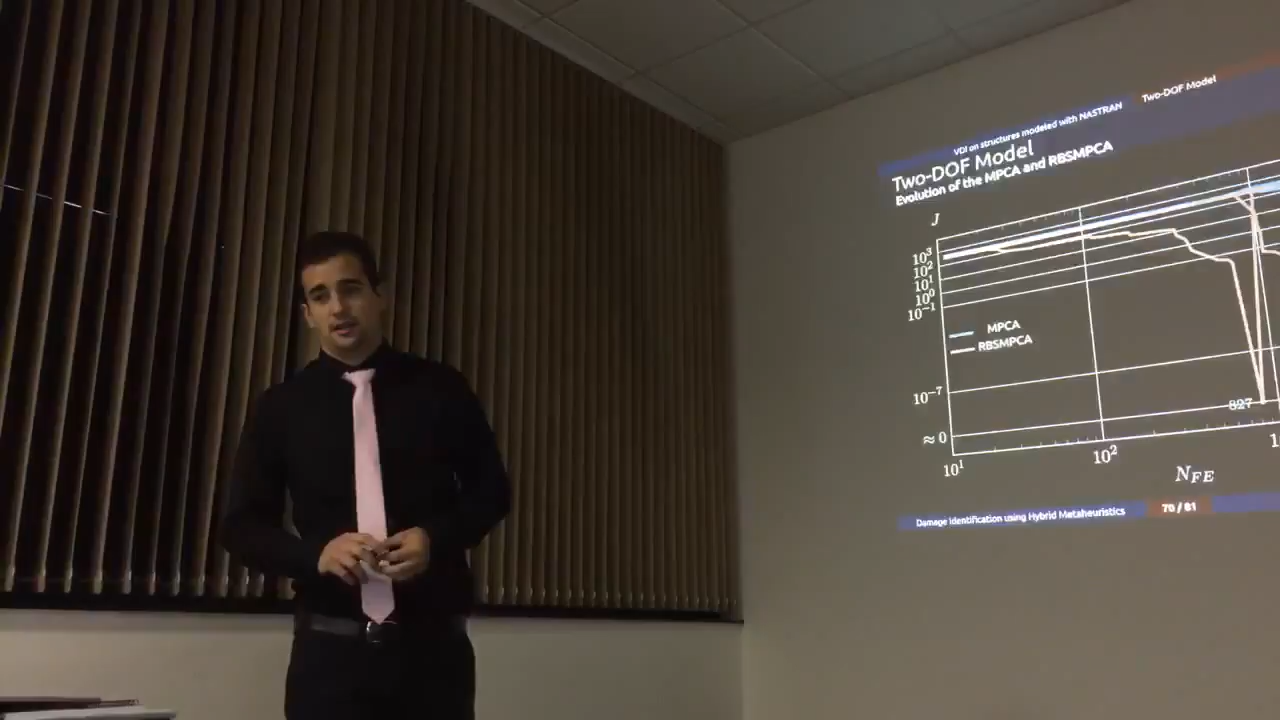 VDI on structures modeled with NASTRAN Two-DOF Model
Two-DOF Model
Evolution of the MPCA and RBSMPCA
J
10³
10²
10¹
10⁰
10⁻¹
MPCA
RBSMPCA
10⁻⁷
827
≈ 0
10¹ 10²
N_FE
Damage Identification using Hybrid Metaheuristics 70 / 81